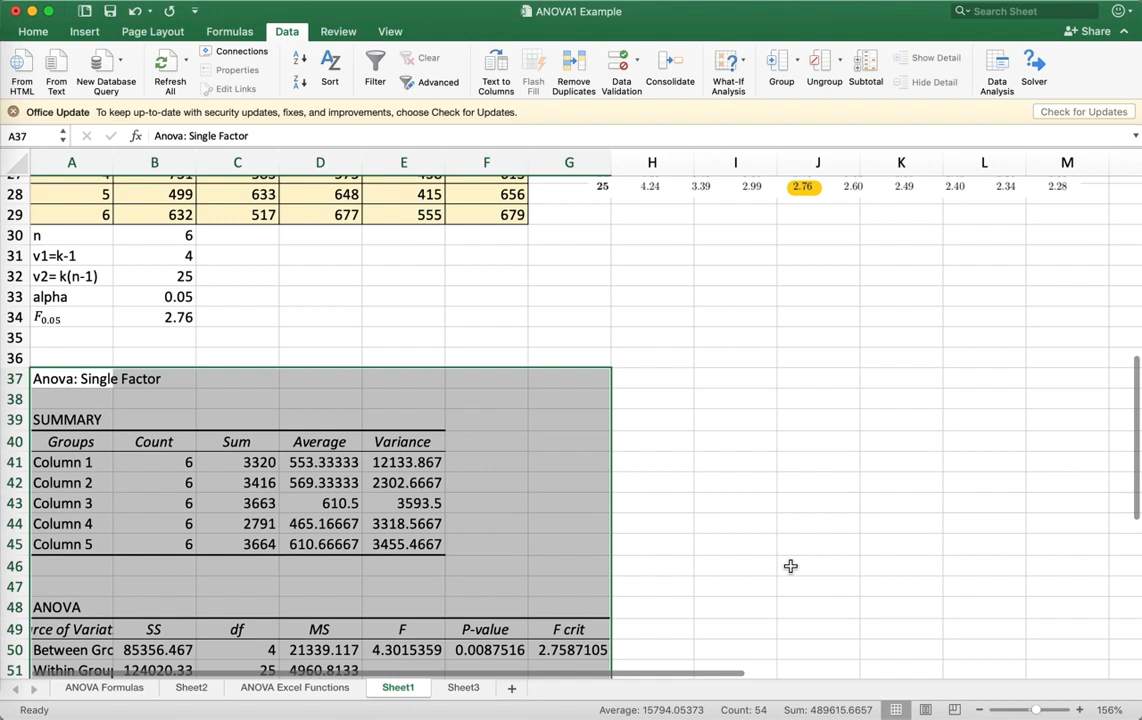 ANOVA1 Example
Search Sheet
Home Insert Page Layout Formulas Data Review View
Share
From HTML
From Text
New Database Query
Refresh All
Connections
Properties
Edit Links
Sort
Filter
Clear
Advanced
Text to Columns
Flash Fill
Remove Duplicates
Data Validation
Consolidate
What-If Analysis
Group
Ungroup
Subtotal
Show Detail
Hide Detail
Data Analysis
Solver
Office Update To keep up-to-date with security updates, fixes, and improvements, choose Check for Updates. Check for Updates
A37 fx Anova: Single Factor
A B C D E F G H I J K L M
28 5 499 633 648 415 656 25 4.24 3.39 2.99 2.76 2.60 2.49 2.40 2.34 2.28
29 6 632 517 677 555 679
30 n 6
31 v1=k-1 4
32 v2= k(n-1) 25
33 alpha 0.05
34 F0.05 2.76
35
36
37 Anova: Single Factor
38
39 SUMMARY
40 Groups Count Sum Average Variance
41 Column 1 6 3320 553.33333 12133.867
42 Column 2 6 3416 569.33333 2302.6667
43 Column 3 6 3663 610.5 3593.5
44 Column 4 6 2791 465.16667 3318.5667
45 Column 5 6 3664 610.66667 3455.4667
46
47
48 ANOVA
49 rce of Variat SS df MS F P-value F crit
50 Between Grc 85356.467 4 21339.117 4.3015359 0.0087516 2.7587105
51 Within Grou 124020.33 25 4960.8133
ANOVA Formulas Sheet2 ANOVA Excel Functions Sheet1 Sheet3 +
Ready Average: 15794.05373 Count: 54 Sum: 489615.6657 156%